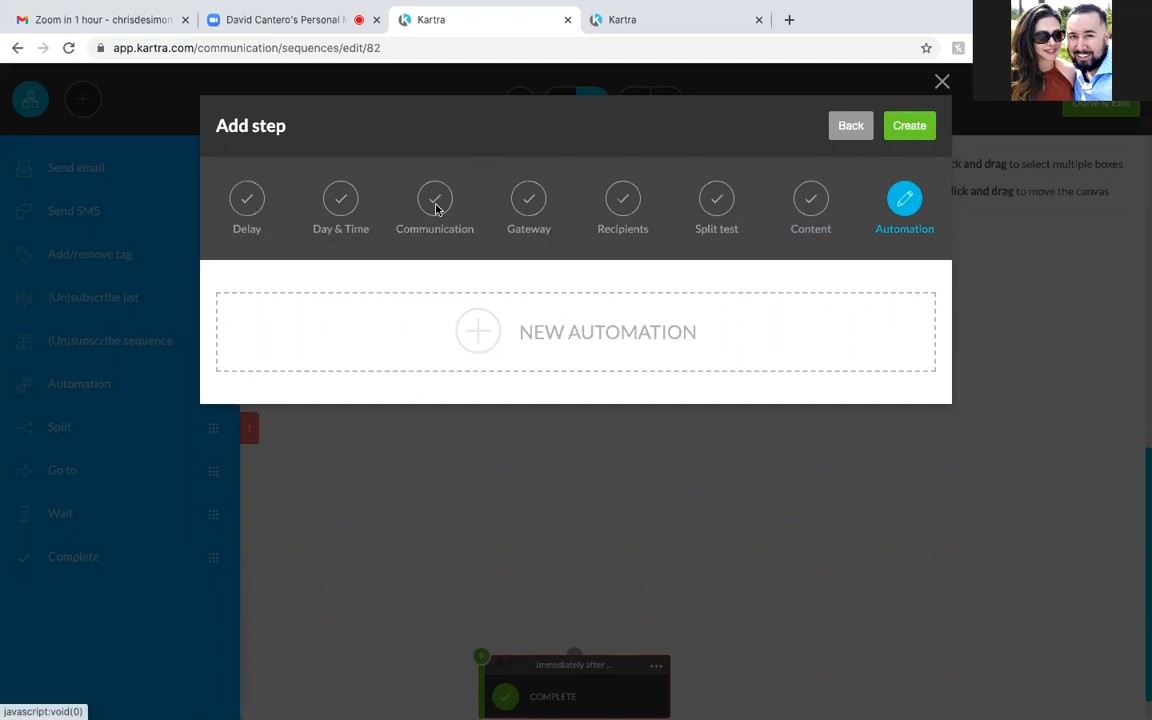 Zoom in 1 hour - chrisdesimon
David Cantero's Personal M
Kartra
Kartra
app.kartra.com/communication/sequences/edit/82
Done & Exit
Add step
Back
Create
Send email
Send SMS
Add/remove tag
(Un)subscribe list
(Un)subscribe sequence
Automation
Split
Go to
Wait
Complete
ck and drag to select multiple boxes
lick and drag to move the canvas
Delay
Day & Time
Communication
Gateway
Recipients
Split test
Content
Automation
NEW AUTOMATION
Immediately after ...
COMPLETE
javascript:void(0)